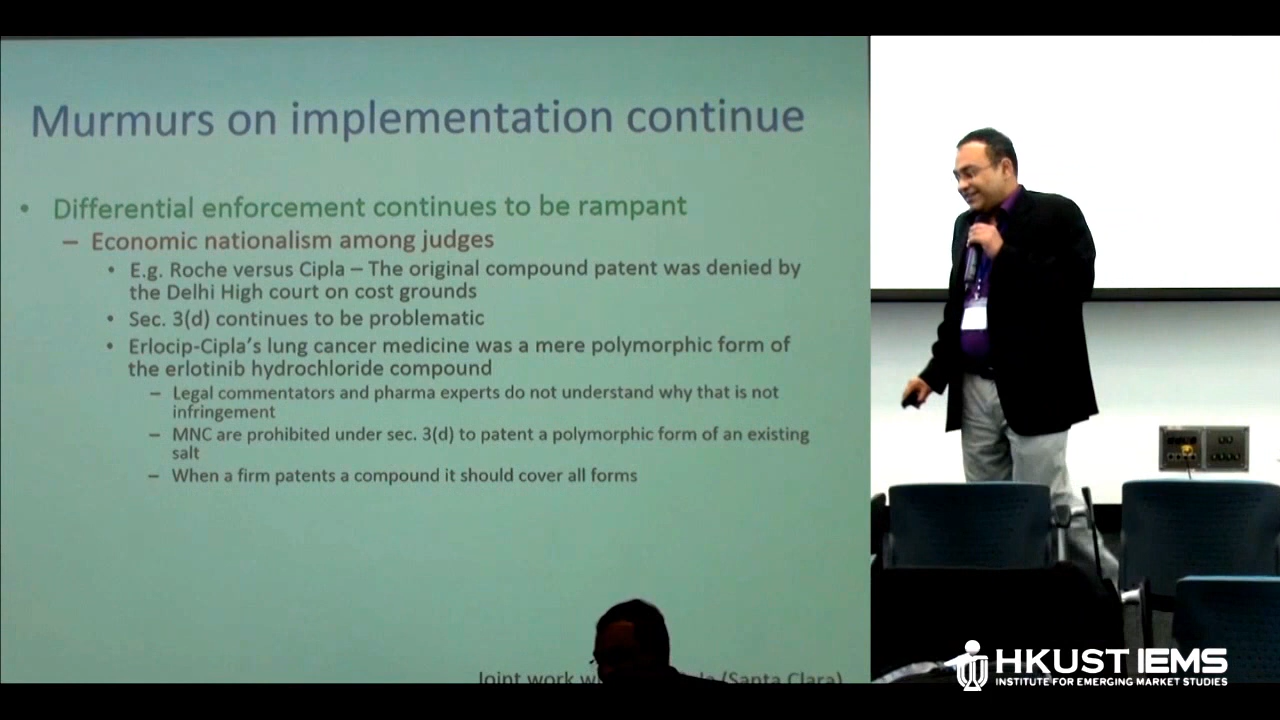 Murmurs on implementation continue
• Differential enforcement continues to be rampant
– Economic nationalism among judges
• E.g. Roche versus Cipla – The original compound patent was denied by
the Delhi High court on cost grounds
• Sec. 3(d) continues to be problematic
• Erlocip-Cipla's lung cancer medicine was a mere polymorphic form of
the erlotinib hydrochloride compound
– Legal commentators and pharma experts do not understand why that is not
infringement
– MNC are prohibited under sec. 3(d) to patent a polymorphic form of an existing
salt
– When a firm patents a compound it should cover all forms
Joint work (Santa Clara)
HKUST IEMS
INSTITUTE FOR EMERGING MARKET STUDIES